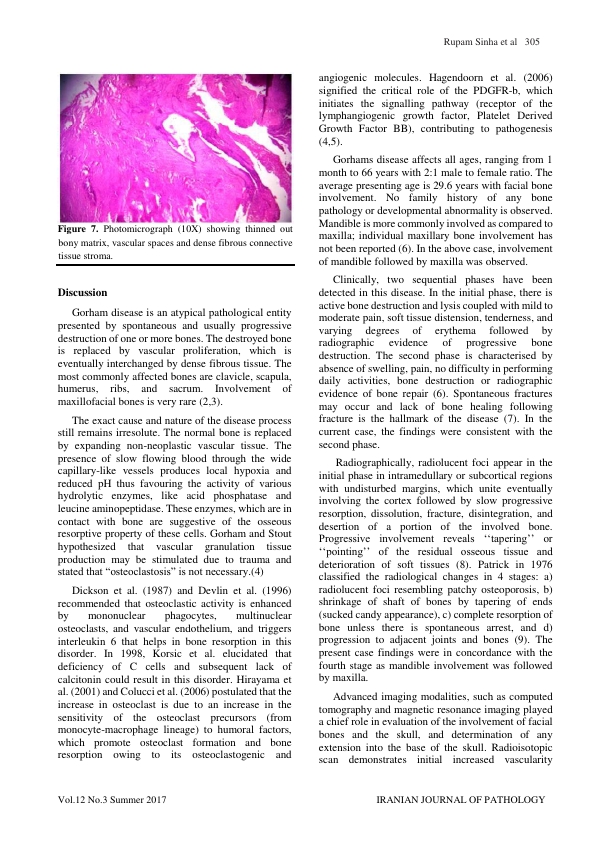 Rupam Sinha et al   305
Figure 7. Photomicrograph (10X) showing thinned out
bony matrix, vascular spaces and dense fibrous connective
tissue stroma.
Discussion
Gorham disease is an atypical pathological entity
presented by spontaneous and usually progressive
destruction of one or more bones. The destroyed bone
is replaced by vascular proliferation, which is
eventually interchanged by dense fibrous tissue. The
most commonly affected bones are clavicle, scapula,
humerus, ribs, and sacrum. Involvement of
maxillofacial bones is very rare (2,3).
The exact cause and nature of the disease process
still remains irresolute. The normal bone is replaced
by expanding non-neoplastic vascular tissue. The
presence of slow flowing blood through the wide
capillary-like vessels produces local hypoxia and
reduced pH thus favouring the activity of various
hydrolytic enzymes, like acid phosphatase and
leucine aminopeptidase. These enzymes, which are in
contact with bone are suggestive of the osseous
resorptive property of these cells. Gorham and Stout
hypothesized that vascular granulation tissue
production may be stimulated due to trauma and
stated that “osteoclastosis” is not necessary.(4)
Dickson et al. (1987) and Devlin et al. (1996)
recommended that osteoclastic activity is enhanced
by mononuclear phagocytes, multinuclear
osteoclasts, and vascular endothelium, and triggers
interleukin 6 that helps in bone resorption in this
disorder. In 1998, Korsic et al. elucidated that
deficiency of C cells and subsequent lack of
calcitonin could result in this disorder. Hirayama et
al. (2001) and Colucci et al. (2006) postulated that the
increase in osteoclast is due to an increase in the
sensitivity of the osteoclast precursors (from
monocyte-macrophage lineage) to humoral factors,
which promote osteoclast formation and bone
resorption owing to its osteoclastogenic and
angiogenic molecules. Hagendoorn et al. (2006)
signified the critical role of the PDGFR-b, which
initiates the signalling pathway (receptor of the
lymphangiogenic growth factor, Platelet Derived
Growth Factor BB), contributing to pathogenesis
(4,5).
Gorhams disease affects all ages, ranging from 1
month to 66 years with 2:1 male to female ratio. The
average presenting age is 29.6 years with facial bone
involvement. No family history of any bone
pathology or developmental abnormality is observed.
Mandible is more commonly involved as compared to
maxilla; individual maxillary bone involvement has
not been reported (6). In the above case, involvement
of mandible followed by maxilla was observed.
Clinically, two sequential phases have been
detected in this disease. In the initial phase, there is
active bone destruction and lysis coupled with mild to
moderate pain, soft tissue distension, tenderness, and
varying degrees of erythema followed by
radiographic evidence of progressive bone
destruction. The second phase is characterised by
absence of swelling, pain, no difficulty in performing
daily activities, bone destruction or radiographic
evidence of bone repair (6). Spontaneous fractures
may occur and lack of bone healing following
fracture is the hallmark of the disease (7). In the
current case, the findings were consistent with the
second phase.
Radiographically, radiolucent foci appear in the
initial phase in intramedullary or subcortical regions
with undisturbed margins, which unite eventually
involving the cortex followed by slow progressive
resorption, dissolution, fracture, disintegration, and
desertion of a portion of the involved bone.
Progressive involvement reveals ‘‘tapering’’ or
‘‘pointing’’ of the residual osseous tissue and
deterioration of soft tissues (8). Patrick in 1976
classified the radiological changes in 4 stages: a)
radiolucent foci resembling patchy osteoporosis, b)
shrinkage of shaft of bones by tapering of ends
(sucked candy appearance), c) complete resorption of
bone unless there is spontaneous arrest, and d)
progression to adjacent joints and bones (9). The
present case findings were in concordance with the
fourth stage as mandible involvement was followed
by maxilla.
Advanced imaging modalities, such as computed
tomography and magnetic resonance imaging played
a chief role in evaluation of the involvement of facial
bones and the skull, and determination of any
extension into the base of the skull. Radioisotopic
scan demonstrates initial increased vascularity
Vol.12 No.3 Summer 2017
IRANIAN JOURNAL OF PATHOLOGY